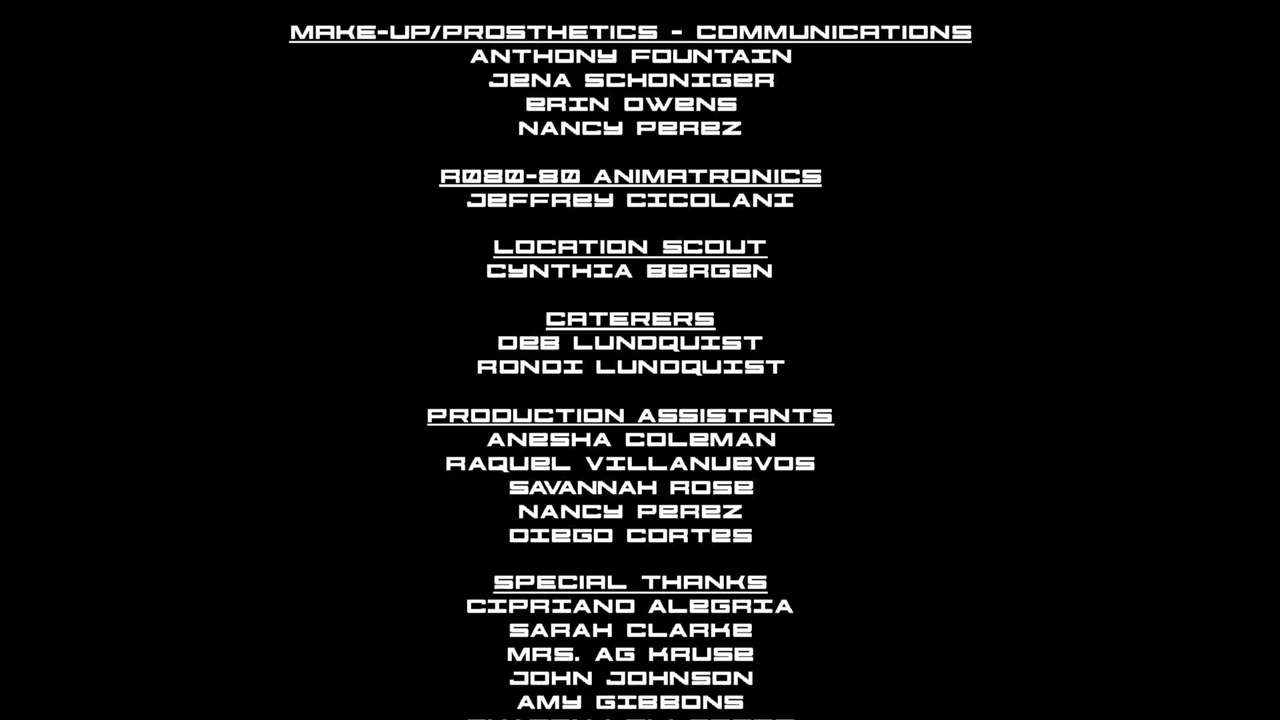 MAKE-UP/PROSTHETICS - COMMUNICATIONS
ANTHONY FOUNTAIN
JeNA SCHONIGeR
eRIN OWeNS
NANCY PeReZ
R080-80 ANIMATRONICS
JeFFReY CICOLANI
LOCATION SCOUT
CYNTHIA BeRGeN
CATERERS
DeB LUNDQUIST
RONDI LUNDQUIST
PRODUCTION ASSISTANTS
ANeSHA COLeMAN
RAQUeL VILLANUeVOS
SAVANNAH ROSe
NANCY PeReZ
DIeGO CORTeS
SPECIAL THANKS
CIPRIANO ALeGRIA
SARAH CLARKe
MRS. AG KRUSe
JOHN JOHNSON
AMY GIBBONS